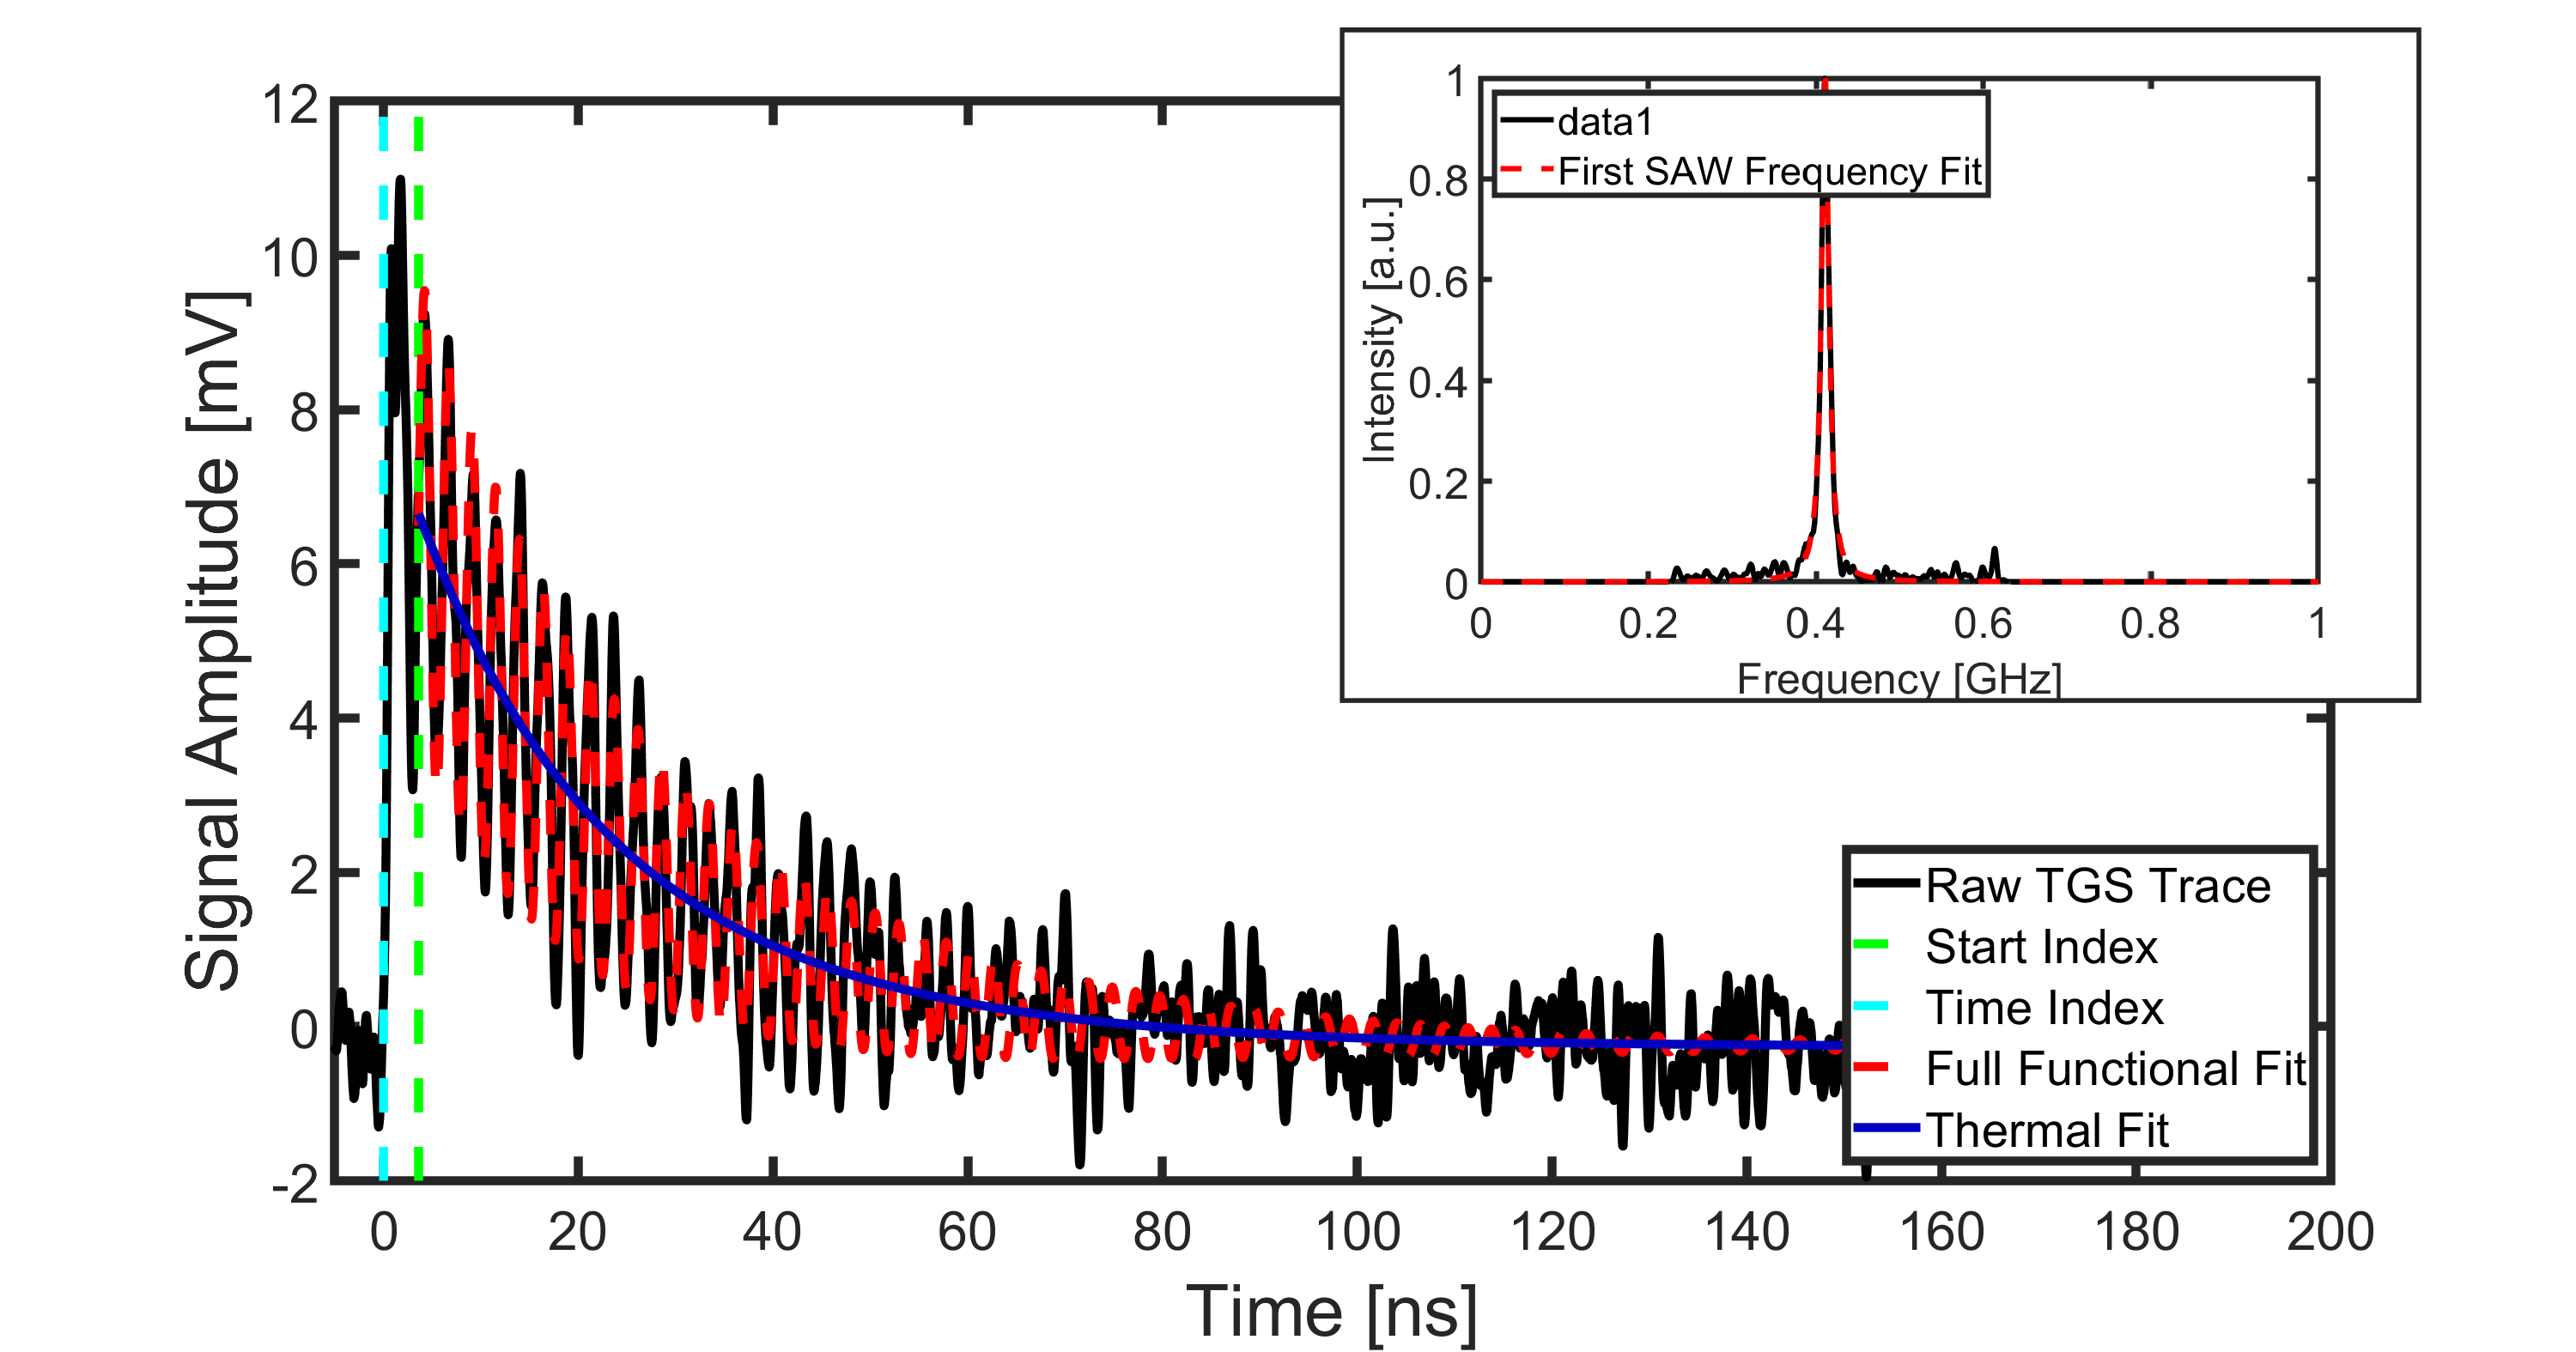 12
10
8
6
4
2
0
-2
Signal Amplitude [mV]
0 20 40 60 80 100 120 140 160 180 200
Time [ns]
1
0.8
0.6
0.4
0.2
0
Intensity [a.u.]
data1
First SAW Frequency Fit
0 0.2 0.4 0.6 0.8 1
Frequency [GHz]
Raw TGS Trace
Start Index
Time Index
Full Functional Fit
Thermal Fit